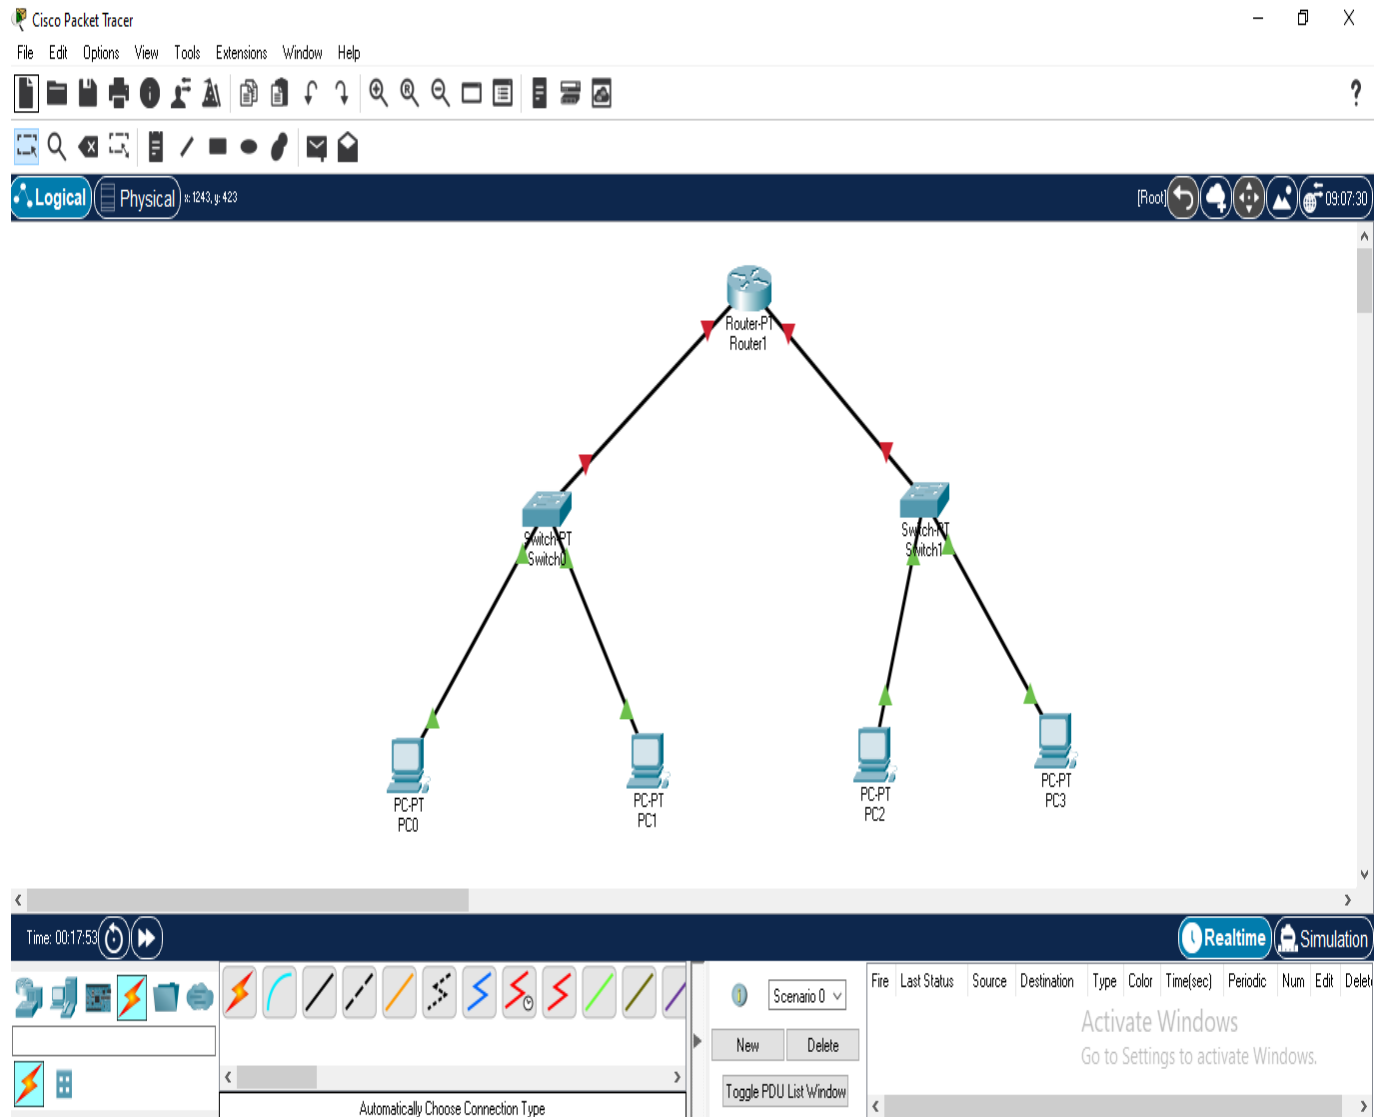 Cisco Packet Tracer
File Edit Options View Tools Extensions Window Help
?
Logical Physical x: 1243, y: 423 [Root] 09:07:30
Router-PT
Router1
Switch-PT
Switch0
Switch-PT
Switch1
PC-PT
PC0
PC-PT
PC1
PC-PT
PC2
PC-PT
PC3
Time: 00:17:53 Realtime Simulation
Scenario 0
New Delete
Toggle PDU List Window
Fire Last Status Source Destination Type Color Time(sec) Periodic Num Edit Delet
Activate Windows
Go to Settings to activate Windows.
Automatically Choose Connection Type